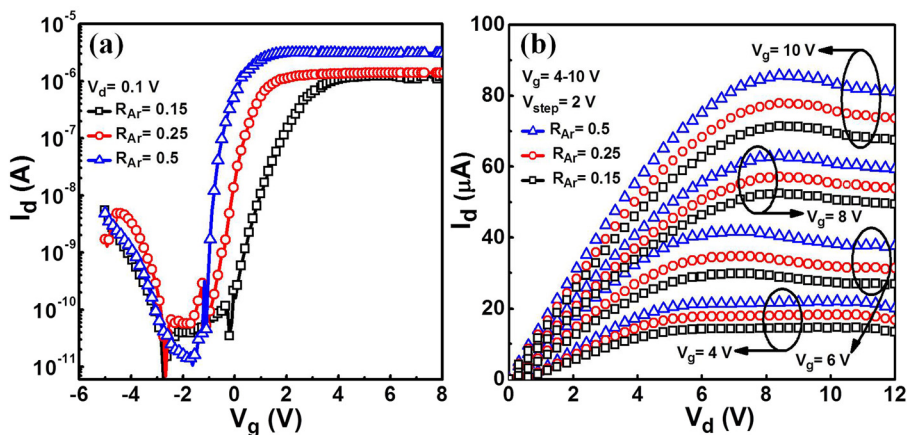 (a)
V_d= 0.1 V
R_Ar= 0.15
R_Ar= 0.25
R_Ar= 0.5
I_d (A)
10^-5
10^-6
10^-7
10^-8
10^-9
10^-10
10^-11
-6 -4 -2 0 2 4 6 8
V_g (V)
(b)
V_g= 4-10 V
V_step= 2 V
R_Ar= 0.5
R_Ar= 0.25
R_Ar= 0.15
V_g= 10 V
V_g= 8 V
V_g= 4 V
V_g= 6 V
I_d (μA)
100
80
60
40
20
0
0 2 4 6 8 10 12
V_d (V)